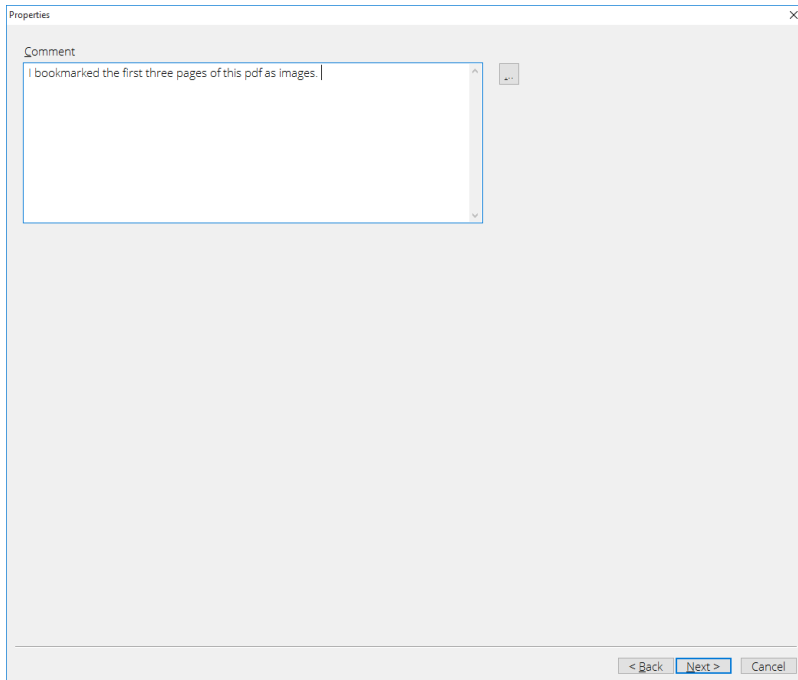 Properties
Comment
I bookmarked the first three pages of this pdf as images.
...
< Back Next > Cancel